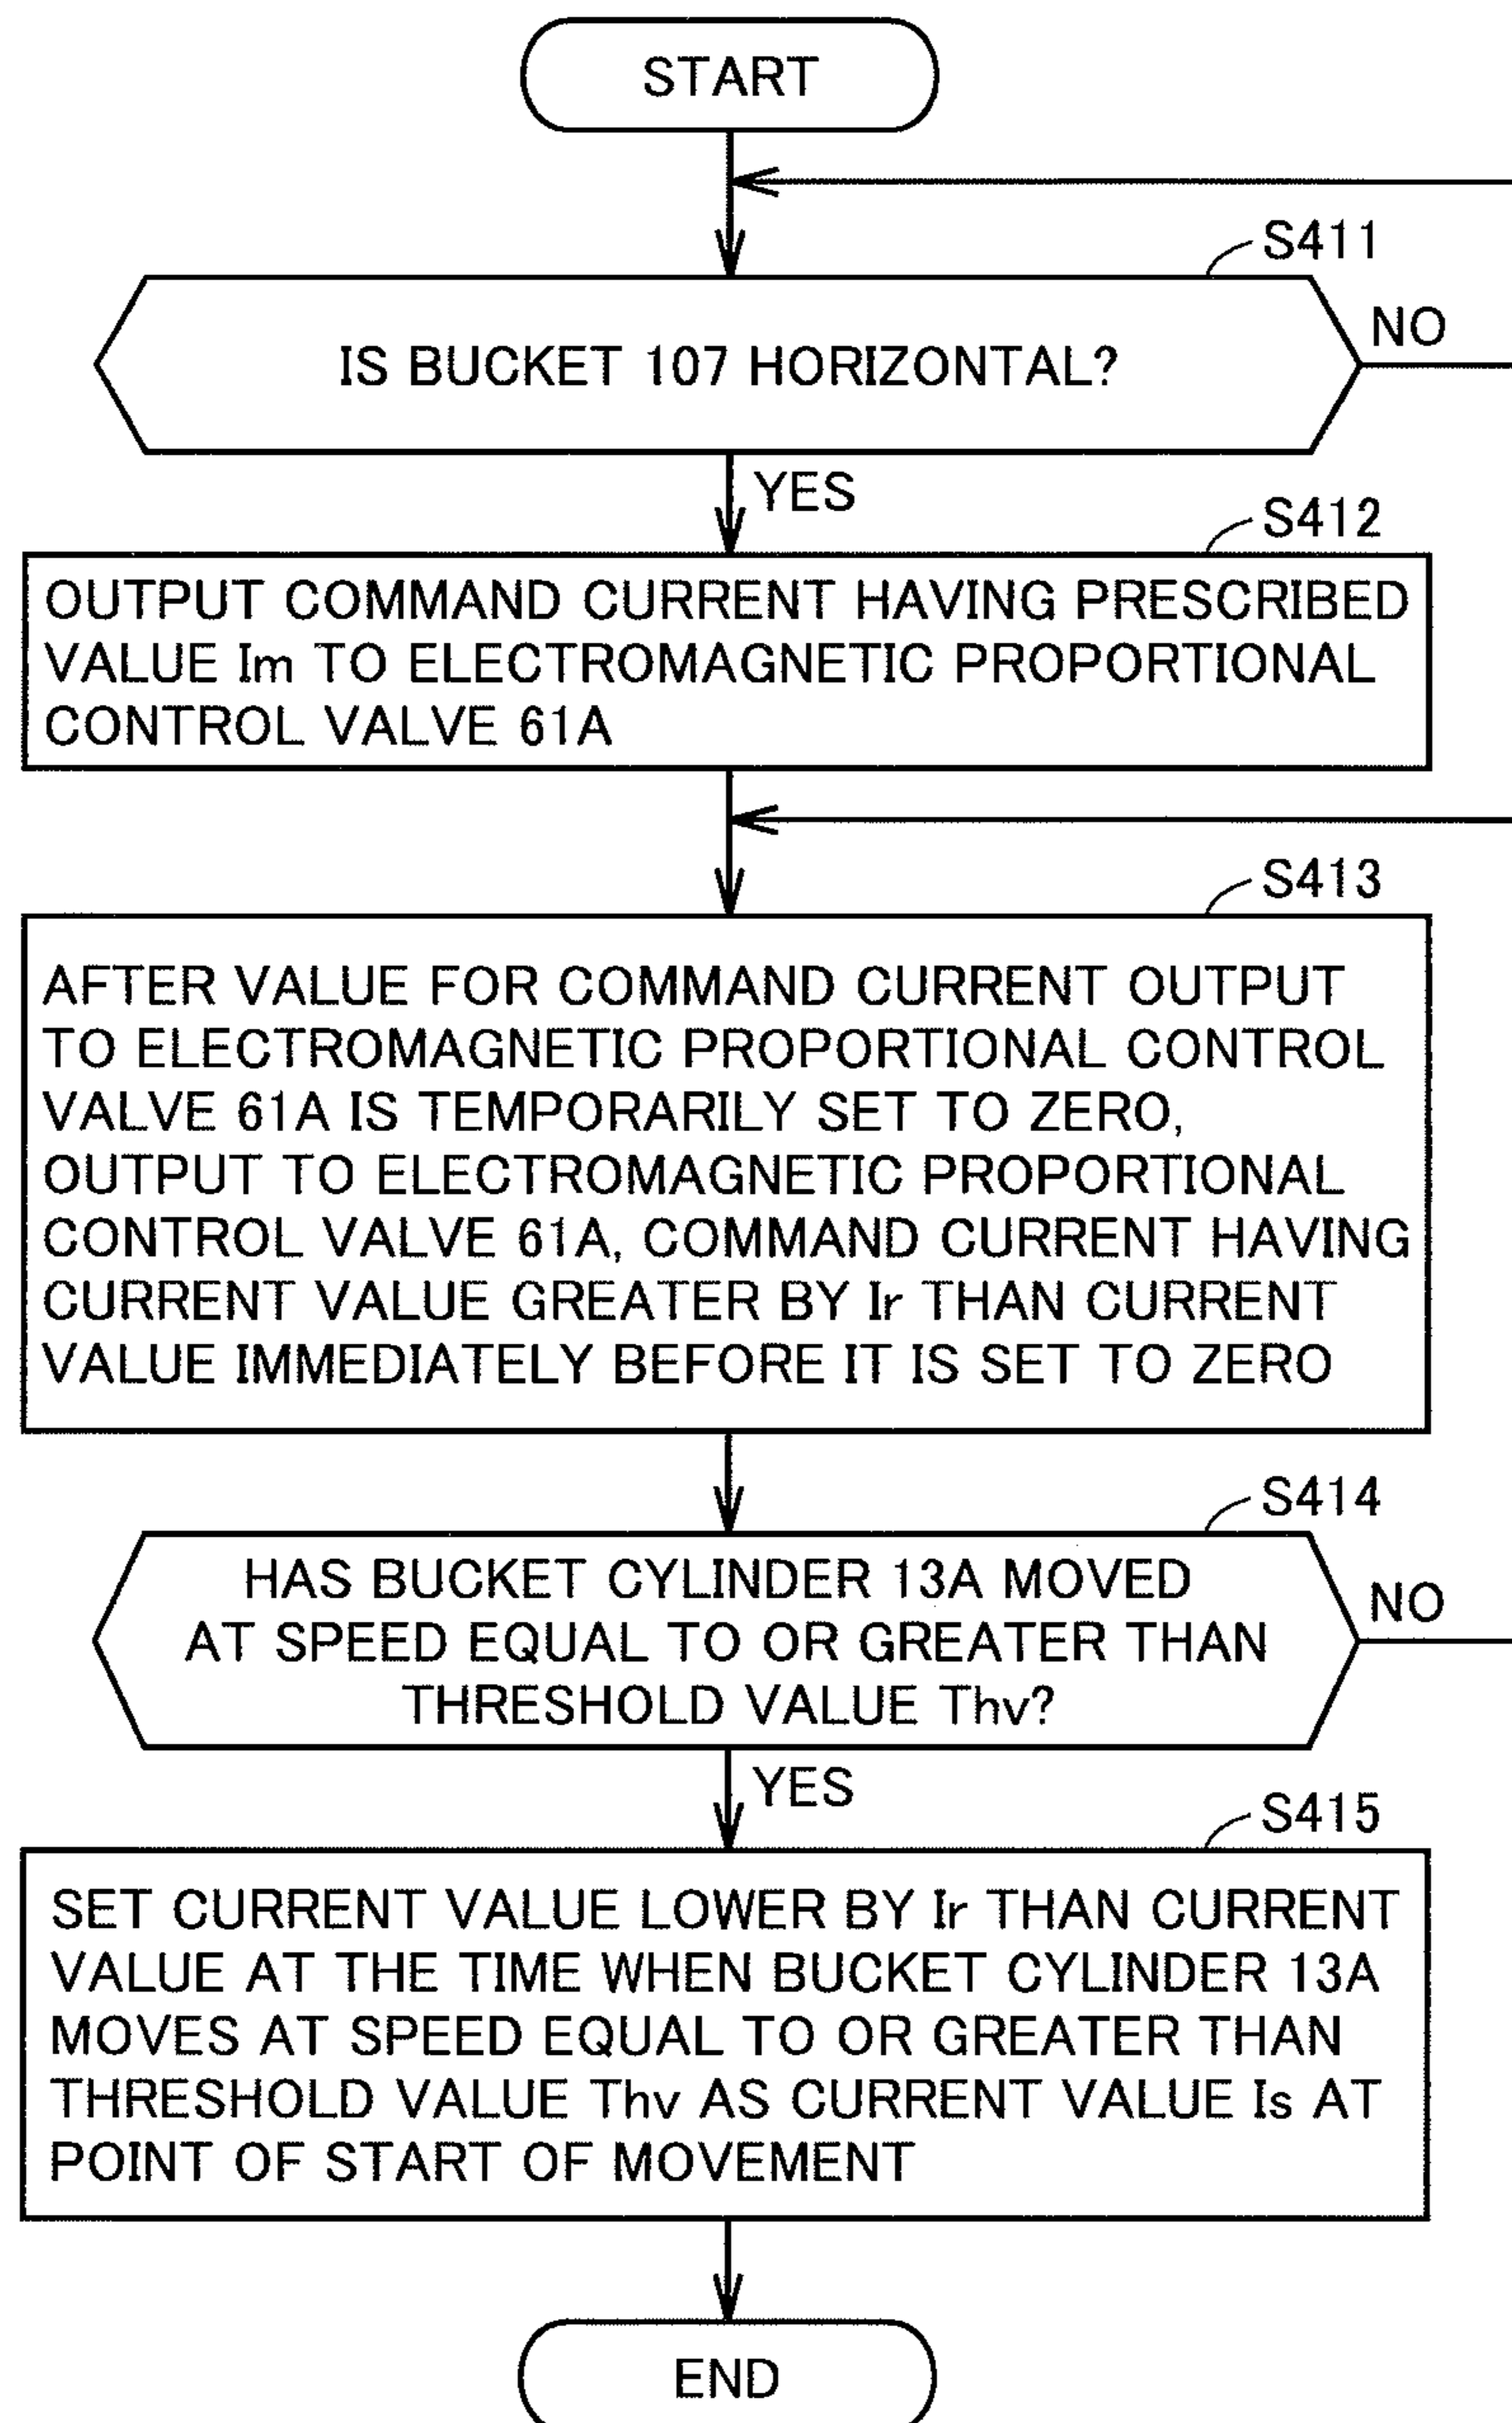 START
S411
IS BUCKET 107 HORIZONTAL?
NO
YES
S412
OUTPUT COMMAND CURRENT HAVING PRESCRIBED
VALUE Im TO ELECTROMAGNETIC PROPORTIONAL
CONTROL VALVE 61A
S413
AFTER VALUE FOR COMMAND CURRENT OUTPUT
TO ELECTROMAGNETIC PROPORTIONAL CONTROL
VALVE 61A IS TEMPORARILY SET TO ZERO,
OUTPUT TO ELECTROMAGNETIC PROPORTIONAL
CONTROL VALVE 61A, COMMAND CURRENT HAVING
CURRENT VALUE GREATER BY Ir THAN CURRENT
VALUE IMMEDIATELY BEFORE IT IS SET TO ZERO
S414
HAS BUCKET CYLINDER 13A MOVED
AT SPEED EQUAL TO OR GREATER THAN
THRESHOLD VALUE Thv?
NO
YES
S415
SET CURRENT VALUE LOWER BY Ir THAN CURRENT
VALUE AT THE TIME WHEN BUCKET CYLINDER 13A
MOVES AT SPEED EQUAL TO OR GREATER THAN
THRESHOLD VALUE Thv AS CURRENT VALUE Is AT
POINT OF START OF MOVEMENT
END